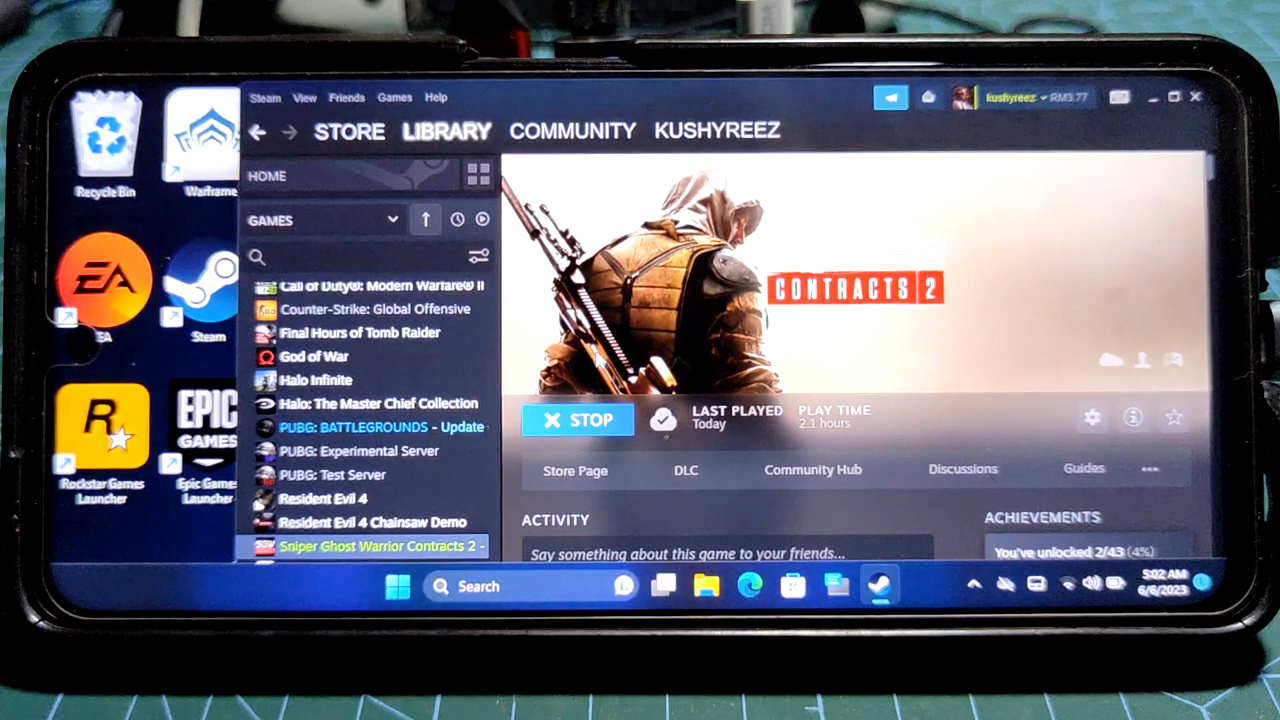 Steam View Friends Games Help
kushyreez RM3.77
STORE LIBRARY COMMUNITY KUSHYREEZ
Recycle Bin
Warframe
HOME
GAMES
Call of Duty®: Modern Warfare® II
Counter-Strike: Global Offensive
Final Hours of Tomb Raider
God of War
Halo Infinite
Halo: The Master Chief Collection
PUBG: BATTLEGROUNDS - Update
PUBG: Experimental Server
PUBG: Test Server
Resident Evil 4
Resident Evil 4 Chainsaw Demo
Sniper Ghost Warrior Contracts 2 -
EA
EA
Steam
R
Rockstar Games
Launcher
EPIC
GAMES
Epic Games
Launcher
CONTRACTS 2
STOP
LAST PLAYED
Today
PLAY TIME
2.1 hours
Store Page DLC Community Hub Discussions Guides
ACTIVITY
Say something about this game to your friends...
ACHIEVEMENTS
You've unlocked 2/43 (4%)
Search
5:02 AM
6/6/2023